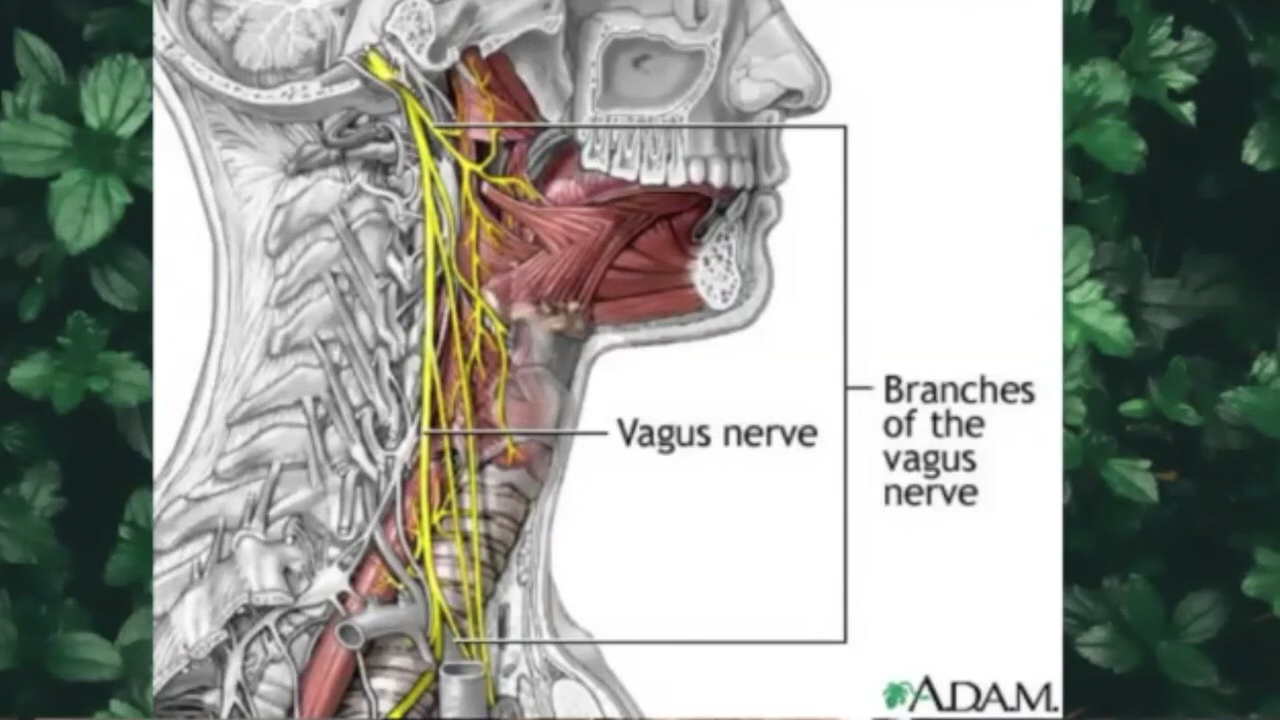 Vagus nerve
Branches
of the
vagus
nerve
A.D.A.M.